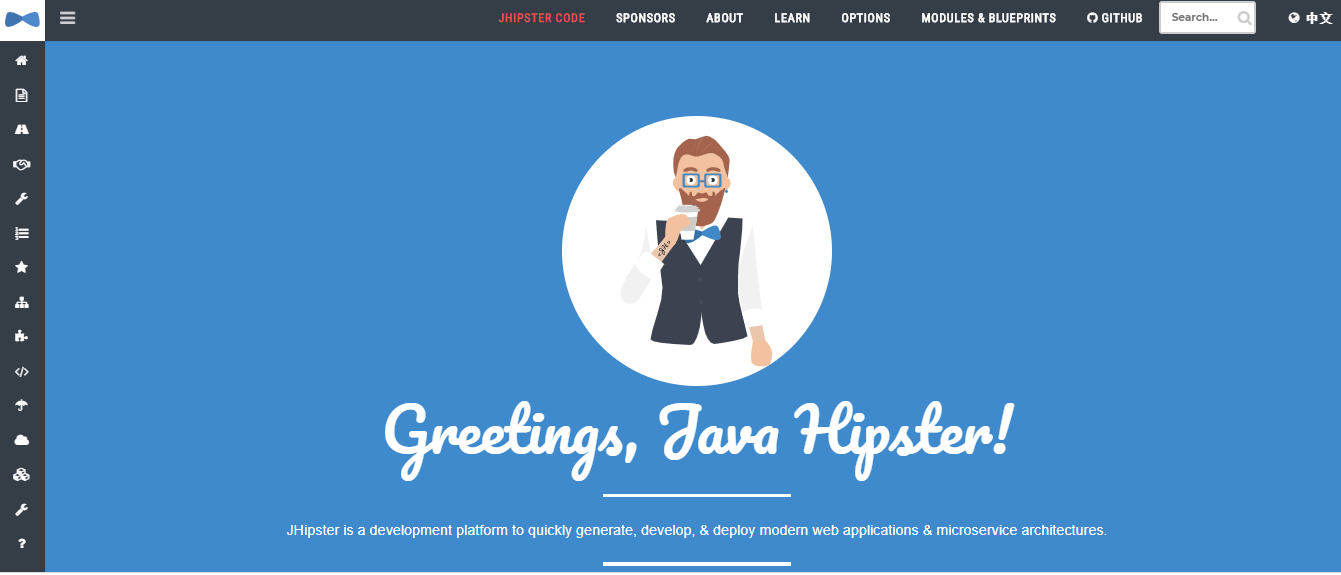 JHIPSTER CODE SPONSORS ABOUT LEARN OPTIONS MODULES & BLUEPRINTS GITHUB Search... 中文
Greetings, Java Hipster!
JHipster is a development platform to quickly generate, develop, & deploy modern web applications & microservice architectures.